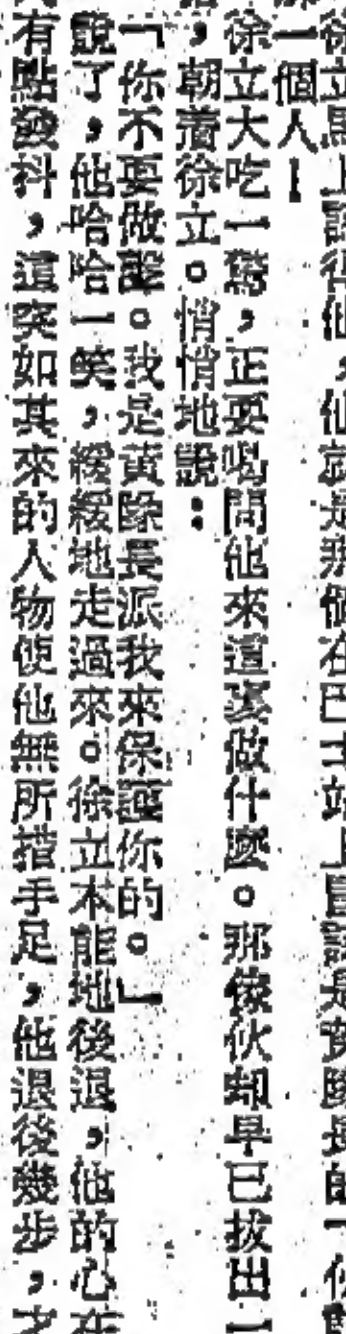 徐立馬上認得他，他就是那個在巴士站上冒認是黃隊長的
一個人！
徐立大吃一驚，正要喝問他來這裏做什麼。那傢伙却早已拔出一
，朝着徐立。悄悄地說：
「你不要做聲。我是黃隊長派我來保護你的。」
說了，他哈哈一笑，緩緩地走過來。徐立本能地後退，他的心在
有點發抖，這突如其來的人物使他無所措手足，他退後幾步，才